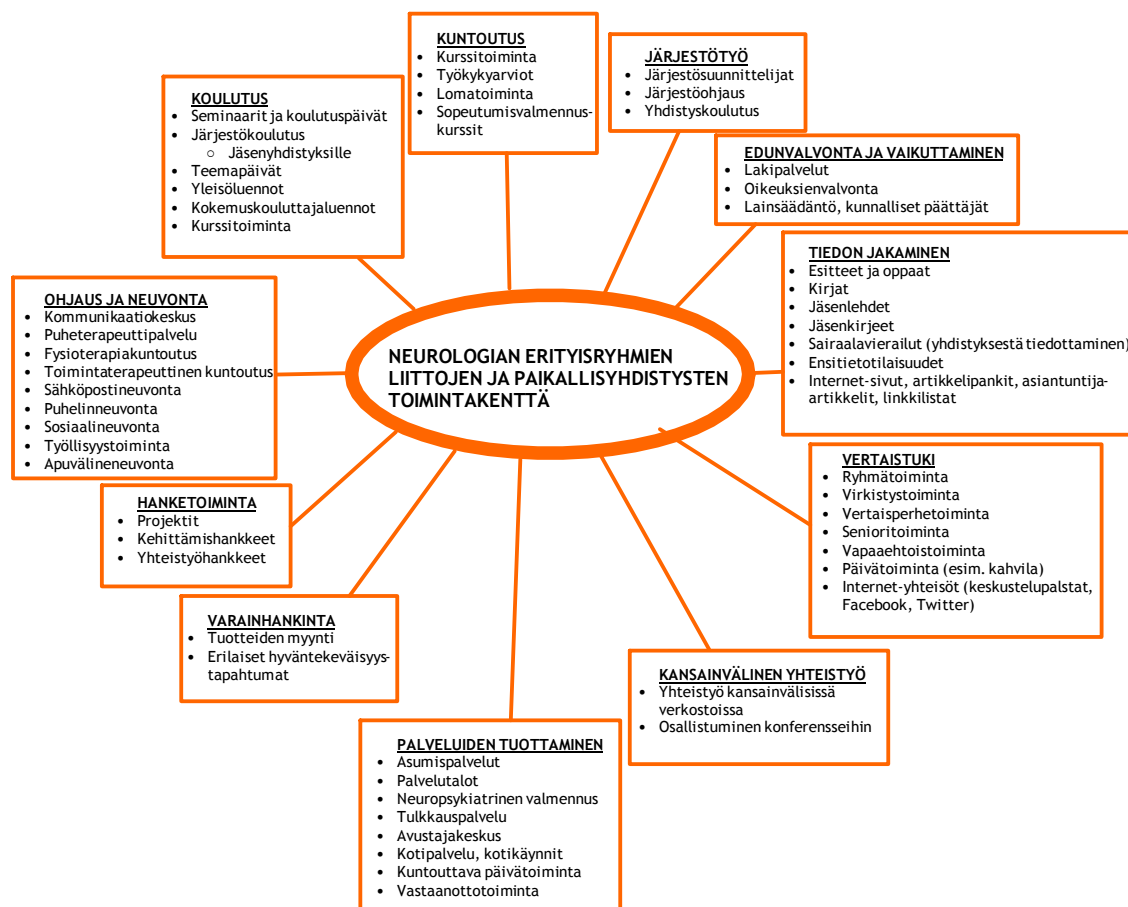 KUNTOUTUS
• Kurssitoiminta
• Työkykyarviot
• Lomatoiminta
• Sopeutumisvalmennus-
kurssit
JÄRJESTÖTYÖ
• Järjestösuunnittelijat
• Järjestöohjaus
• Yhdistyskoulutus
KOULUTUS
• Seminaarit ja koulutuspäivät
• Järjestökoulutus
○ Jäsenyhdistyksille
• Teemapäivät
• Yleisöluennot
• Kokemuskouluttajaluennot
• Kurssitoiminta
EDUNVALVONTA JA VAIKUTTAMINEN
• Lakipalvelut
• Oikeuksienvalvonta
• Lainsäädäntö, kunnalliset päättäjät
TIEDON JAKAMINEN
• Esitteet ja oppaat
• Kirjat
• Jäsenlehdet
• Jäsenkirjeet
• Sairaalavierailut (yhdistyksestä tiedottaminen)
• Ensitietotilaisuudet
• Internet-sivut, artikkelipankit, asiantuntija-
artikkelit, linkkilistat
OHJAUS JA NEUVONTA
• Kommunikaatiokeskus
• Puheterapeuttipalvelu
• Fysioterapiakuntoutus
• Toimintaterapeuttinen kuntoutus
• Sähköpostineuvonta
• Puhelinneuvonta
• Sosiaalineuvonta
• Työllisyystoiminta
• Apuvälineneuvonta
NEUROLOGIAN ERITYISRYHMIEN
LIITTOJEN JA PAIKALLISYHDISTYSTEN
TOIMINTAKENTTÄ
VERTAISTUKI
• Ryhmätoiminta
• Virkistystoiminta
• Vertaisperhetoiminta
• Senioritoiminta
• Vapaaehtoistoiminta
• Päivätoiminta (esim. kahvila)
• Internet-yhteisöt (keskustelupalstat,
Facebook, Twitter)
HANKETOIMINTA
• Projektit
• Kehittämishankkeet
• Yhteistyöhankkeet
VARAINHANKINTA
• Tuotteiden myynti
• Erilaiset hyväntekeväisyys-
tapahtumat
KANSAINVÄLINEN YHTEISTYÖ
• Yhteistyö kansainvälisissä
verkostoissa
• Osallistuminen konferensseihin
PALVELUIDEN TUOTTAMINEN
• Asumispalvelut
• Palvelutalot
• Neuropsykiatrinen valmennus
• Tulkkauspalvelu
• Avustajakeskus
• Kotipalvelu, kotikäynnit
• Kuntouttava päivätoiminta
• Vastaanottotoiminta